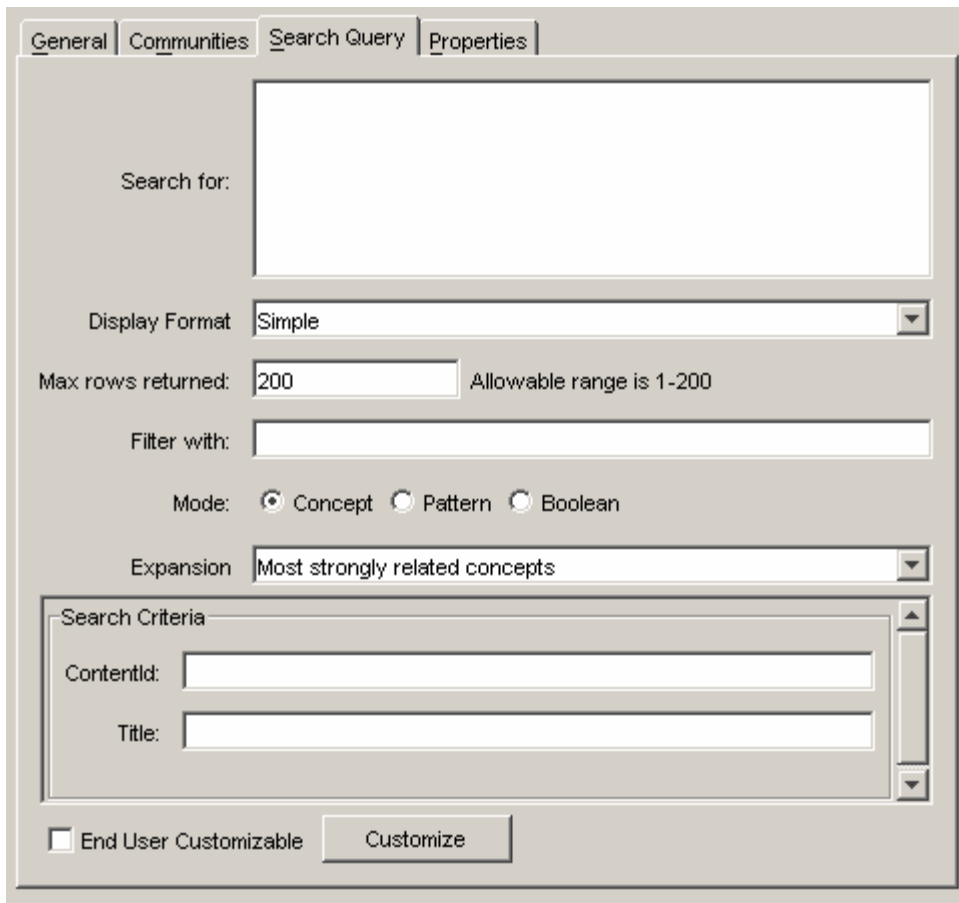 General Communities Search Query Properties
Search for:
Display Format Simple
Max rows returned: 200 Allowable range is 1-200
Filter with:
Mode: Concept Pattern Boolean
Expansion Most strongly related concepts
Search Criteria
ContentId:
Title:
End User Customizable Customize